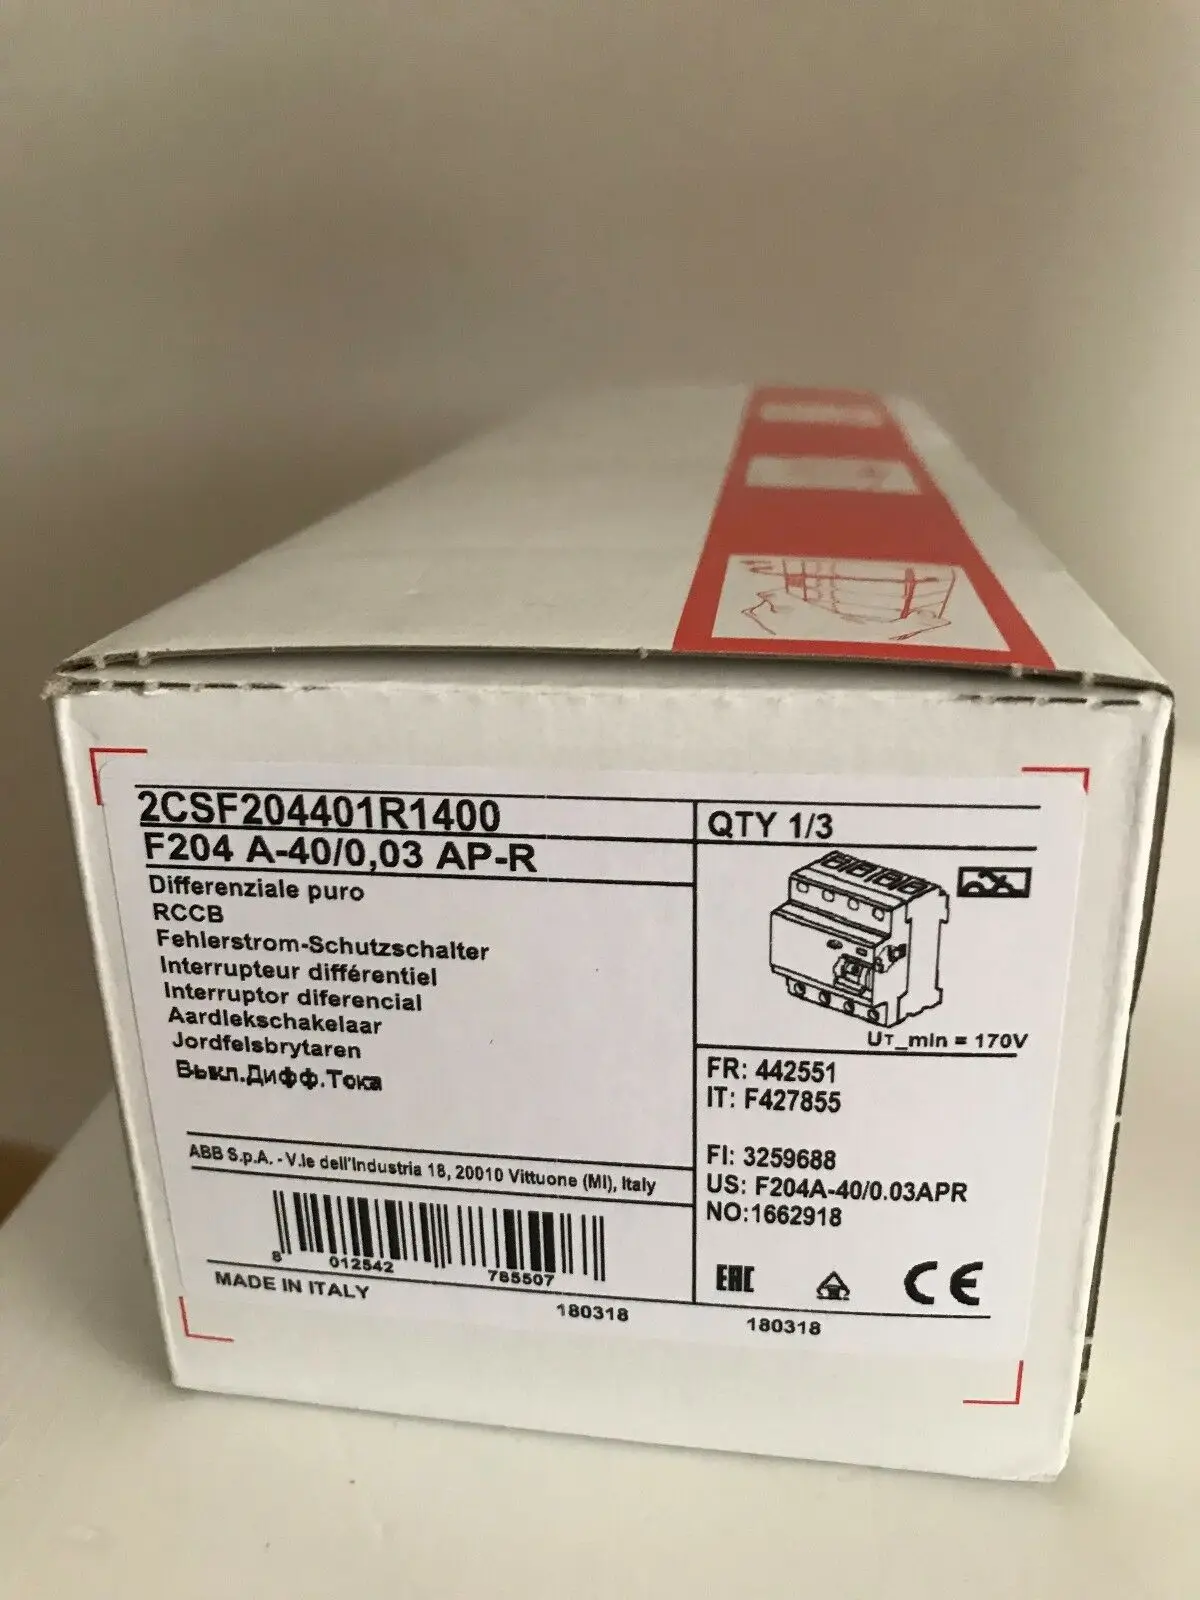 2CSF204401R1400
F204 A-40/0,03 AP-R
Differenziale puro
RCCB
Fehlerstrom-Schutzschalter
Interrupteur différentiel
Interruptor diferencial
Aardlekschakelaar
Jordfelsbrytaren
Выкл.Дифф.Тока
ABB S.p.A. - V.le dell'Industria 18, 20010 Vittuone (MI), Italy
8 012542 785507
MADE IN ITALY
180318
QTY 1/3
UT_min = 170V
FR: 442551
IT: F427855
FI: 3259688
US: F204A-40/0.03APR
NO:1662918
EAC
CE
180318